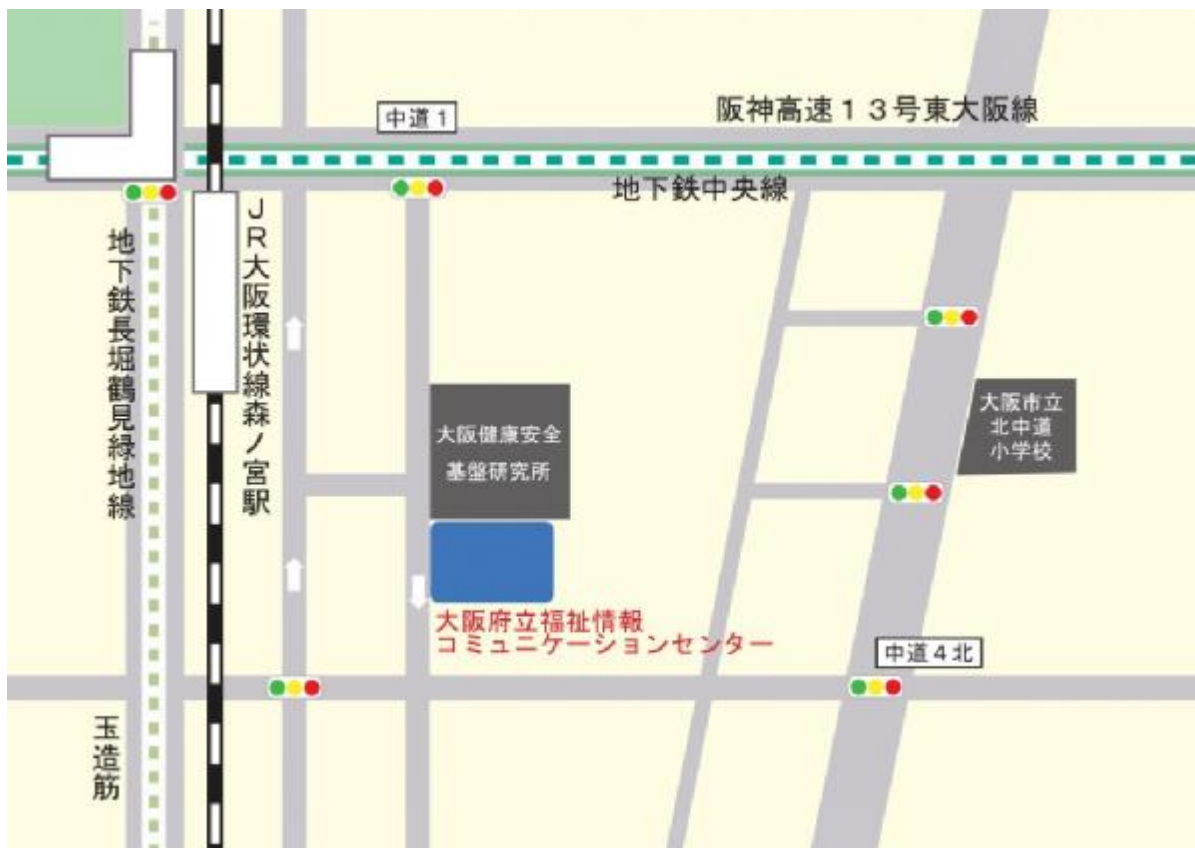 阪神高速１３号東大阪線
中道１
地下鉄中央線
ＪＲ大阪環状線森ノ宮駅
地下鉄長堀鶴見緑地線
大阪健康安全
基盤研究所
大阪市立
北中道
小学校
大阪府立福祉情報
コミュニケーションセンター
中道４北
玉造筋